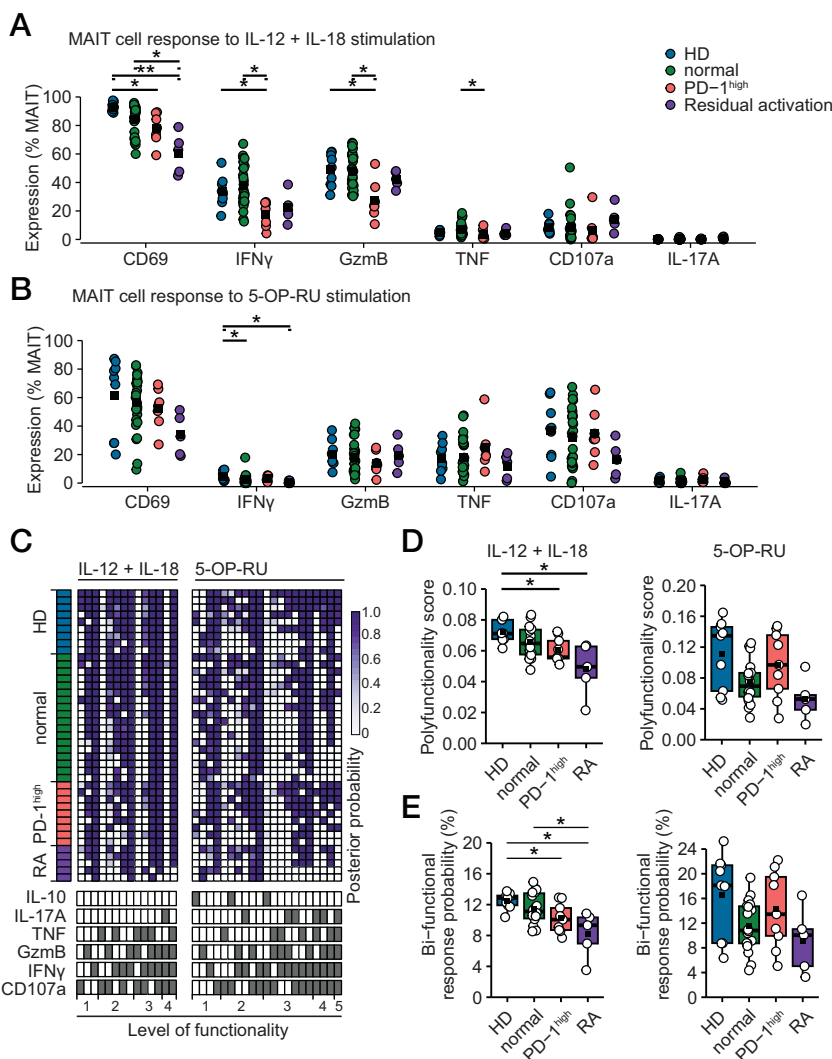 A
MAIT cell response to IL-12 + IL-18 stimulation
HD
normal
PD-1high
Residual activation
Expression (% MAIT)
100
80
60
40
20
0
* ** * * * * * *
CD69 IFNγ GzmB TNF CD107a IL-17A
B
MAIT cell response to 5-OP-RU stimulation
Expression (% MAIT)
100
80
60
40
20
0
* *
CD69 IFNγ GzmB TNF CD107a IL-17A
C
IL-12 + IL-18 5-OP-RU
HD
normal
PD-1high
RA
1.0
0.8
0.6
0.4
0.2
0
Posterior probability
IL-10
IL-17A
TNF
GzmB
IFNγ
CD107a
1 2 3 4 1 2 3 4 5
Level of functionality
D
IL-12 + IL-18
Polyfunctionality score
0.10
0.08
0.06
0.04
0.02
0.00
* *
HD normal PD-1high RA
5-OP-RU
Polyfunctionality score
0.20
0.16
0.12
0.08
0.04
0.00
HD normal PD-1high RA
E
Bi-functional
response probability (%)
20
16
12
8
4
0
* * *
HD normal PD-1high RA
Bi-functional
response probability (%)
28
24
20
16
12
8
4
0
HD normal PD-1high RA